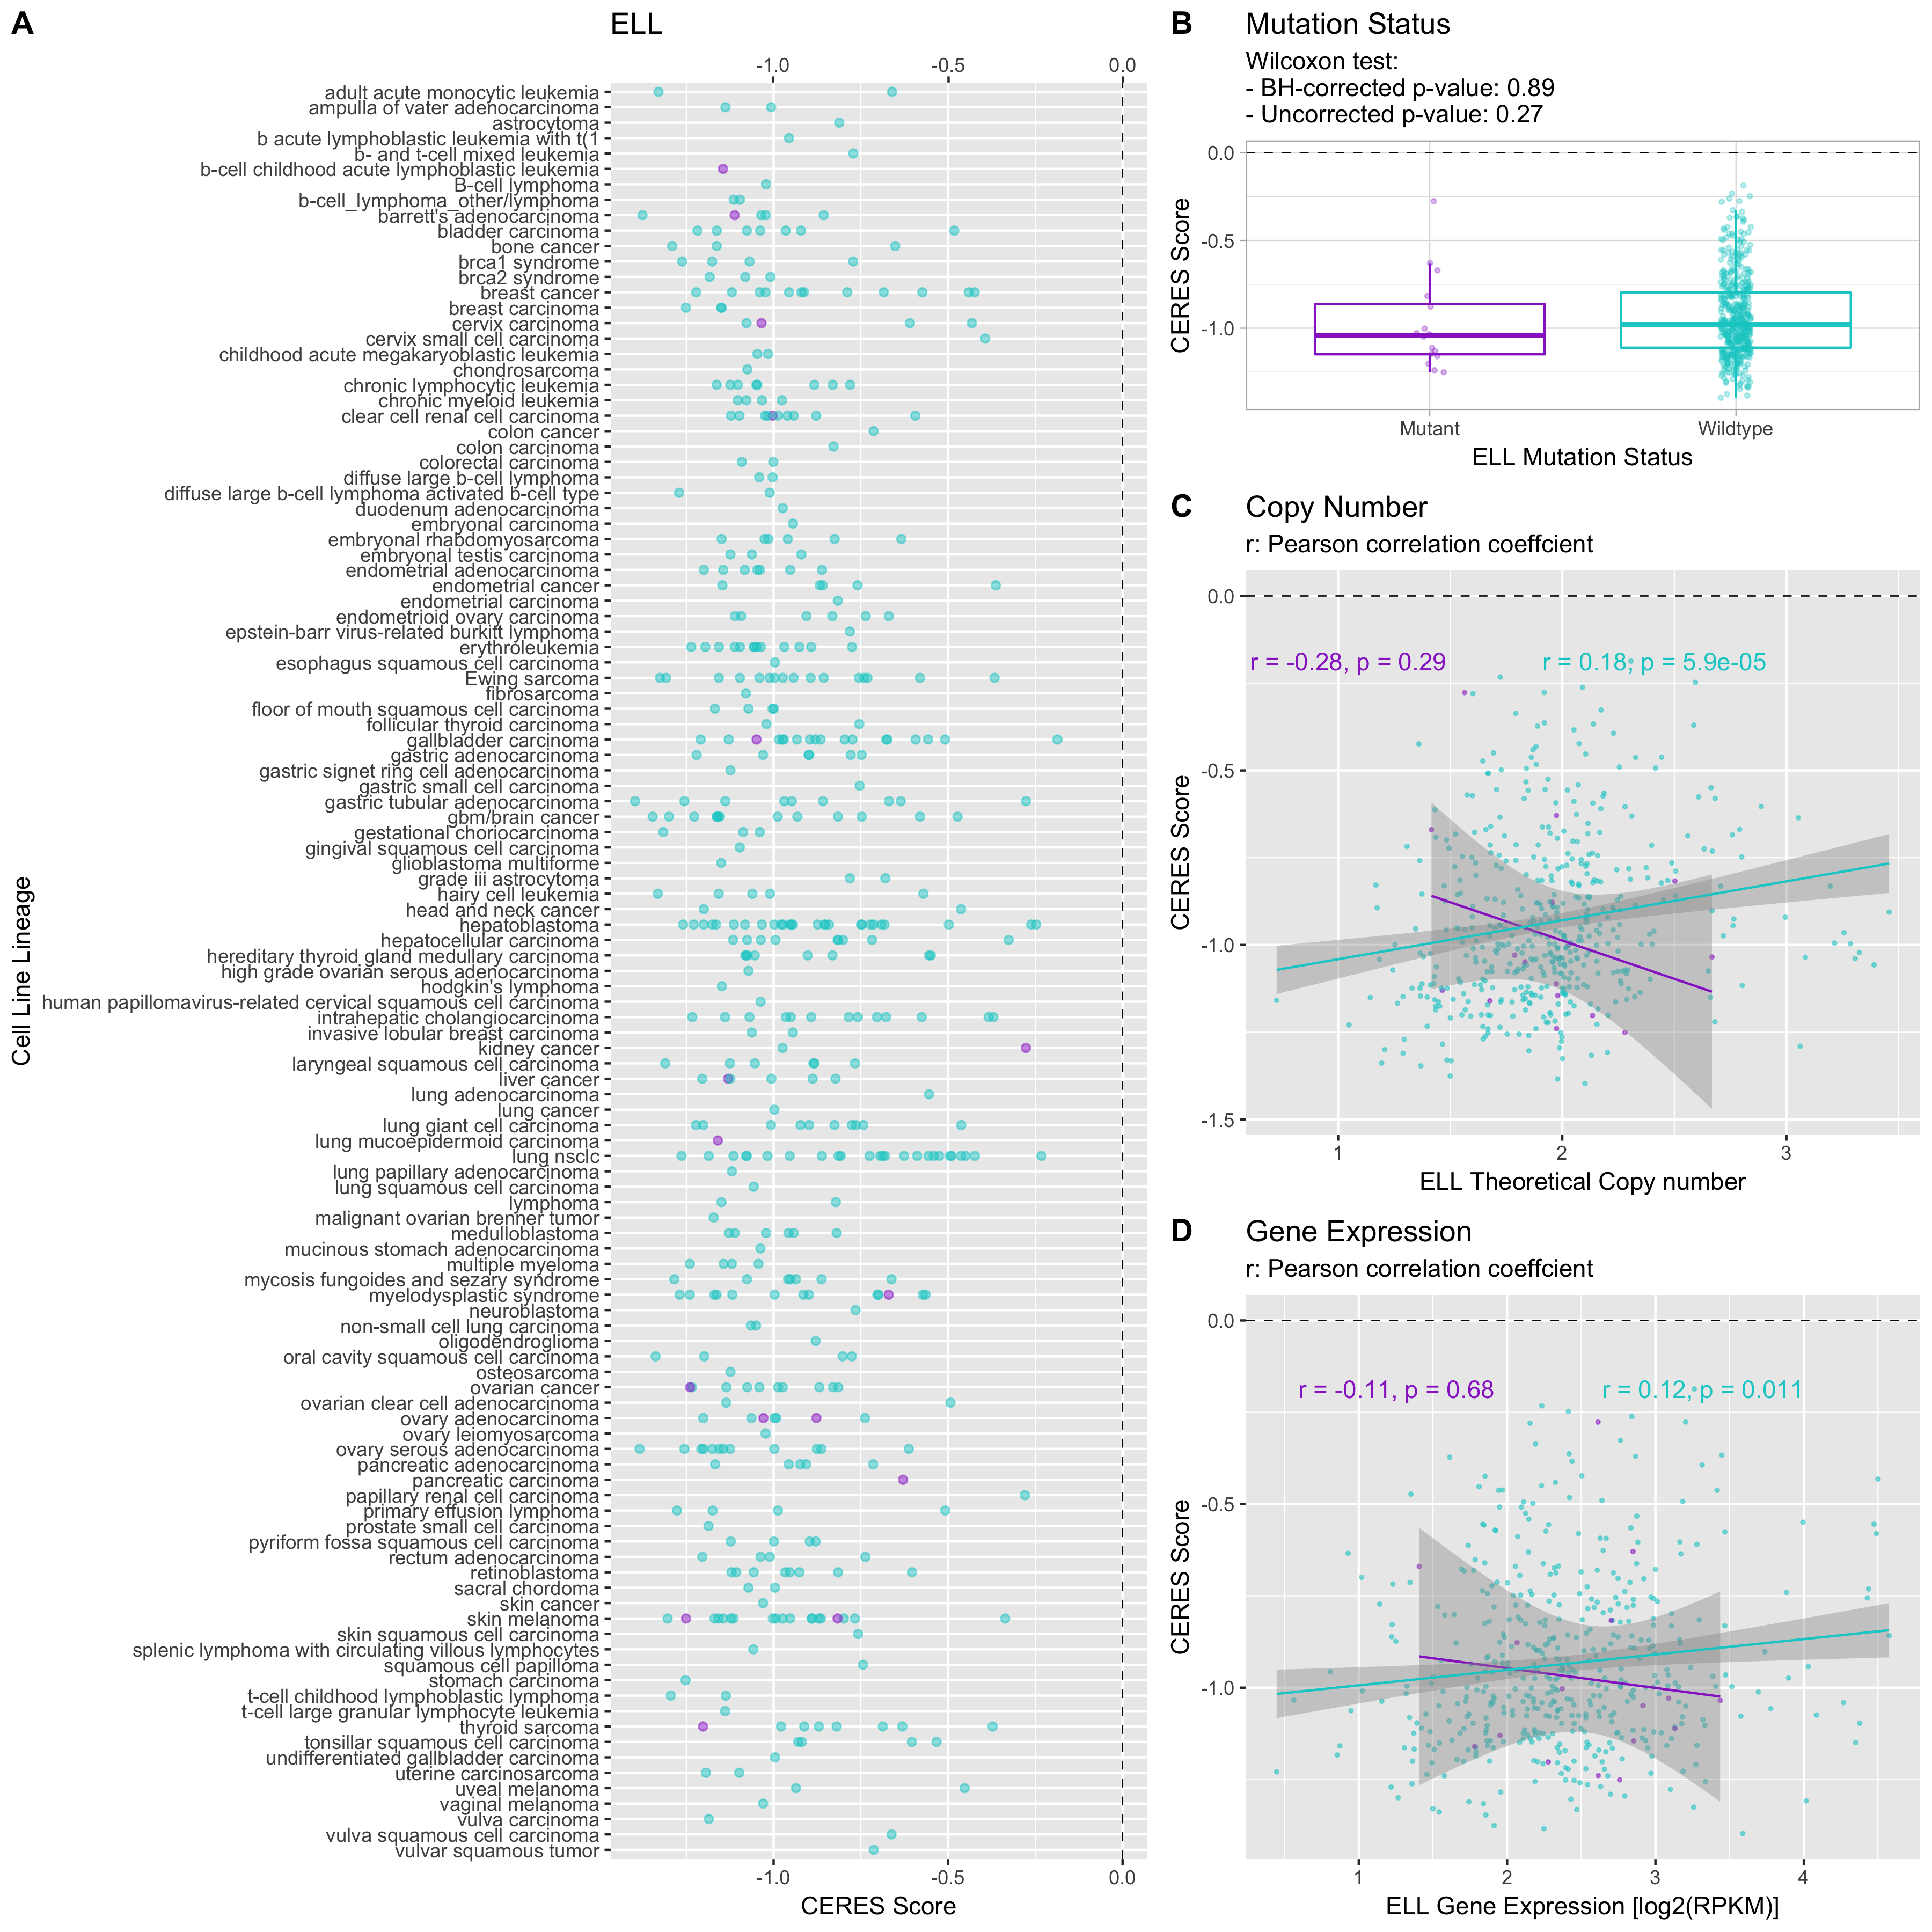 A
ELL
-1.0 -0.5 0.0
Cell Line Lineage
adult acute monocytic leukemia
ampulla of vater adenocarcinoma
astrocytoma
b acute lymphoblastic leukemia with t(1
b- and t-cell mixed leukemia
b-cell childhood acute lymphoblastic leukemia
B-cell lymphoma
b-cell_lymphoma_other/lymphoma
barrett's adenocarcinoma
bladder carcinoma
bone cancer
brca1 syndrome
brca2 syndrome
breast cancer
breast carcinoma
cervix carcinoma
cervix small cell carcinoma
childhood acute megakaryoblastic leukemia
chondrosarcoma
chronic lymphocytic leukemia
chronic myeloid leukemia
clear cell renal cell carcinoma
colon cancer
colon carcinoma
colorectal carcinoma
diffuse large b-cell lymphoma
diffuse large b-cell lymphoma activated b-cell type
duodenum adenocarcinoma
embryonal carcinoma
embryonal rhabdomyosarcoma
embryonal testis carcinoma
endometrial adenocarcinoma
endometrial cancer
endometrial carcinoma
endometrioid ovary carcinoma
epstein-barr virus-related burkitt lymphoma
erythroleukemia
esophagus squamous cell carcinoma
Ewing sarcoma
fibrosarcoma
floor of mouth squamous cell carcinoma
follicular thyroid carcinoma
gallbladder carcinoma
gastric adenocarcinoma
gastric signet ring cell adenocarcinoma
gastric small cell carcinoma
gastric tubular adenocarcinoma
gbm/brain cancer
gestational choriocarcinoma
gingival squamous cell carcinoma
glioblastoma multiforme
grade iii astrocytoma
hairy cell leukemia
head and neck cancer
hepatoblastoma
hepatocellular carcinoma
hereditary thyroid gland medullary carcinoma
high grade ovarian serous adenocarcinoma
hodgkin's lymphoma
human papillomavirus-related cervical squamous cell carcinoma
intrahepatic cholangiocarcinoma
invasive lobular breast carcinoma
kidney cancer
laryngeal squamous cell carcinoma
liver cancer
lung adenocarcinoma
lung cancer
lung giant cell carcinoma
lung mucoepidermoid carcinoma
lung nsclc
lung papillary adenocarcinoma
lung squamous cell carcinoma
lymphoma
malignant ovarian brenner tumor
medulloblastoma
mucinous stomach adenocarcinoma
multiple myeloma
mycosis fungoides and sezary syndrome
myelodysplastic syndrome
neuroblastoma
non-small cell lung carcinoma
oligodendroglioma
oral cavity squamous cell carcinoma
osteosarcoma
ovarian cancer
ovarian clear cell adenocarcinoma
ovary adenocarcinoma
ovary leiomyosarcoma
ovary serous adenocarcinoma
pancreatic adenocarcinoma
pancreatic carcinoma
papillary renal cell carcinoma
primary effusion lymphoma
prostate small cell carcinoma
pyriform fossa squamous cell carcinoma
rectum adenocarcinoma
retinoblastoma
sacral chordoma
skin cancer
skin melanoma
skin squamous cell carcinoma
splenic lymphoma with circulating villous lymphocytes
squamous cell papilloma
stomach carcinoma
t-cell childhood lymphoblastic lymphoma
t-cell large granular lymphocyte leukemia
thyroid sarcoma
tonsillar squamous cell carcinoma
undifferentiated gallbladder carcinoma
uterine carcinosarcoma
uveal melanoma
vaginal melanoma
vulva carcinoma
vulva squamous cell carcinoma
vulvar squamous tumor
-1.0 -0.5 0.0
CERES Score
B
Mutation Status
Wilcoxon test:
- BH-corrected p-value: 0.89
- Uncorrected p-value: 0.27
CERES Score
0.0
-0.5
-1.0
Mutant Wildtype
ELL Mutation Status
C
Copy Number
r: Pearson correlation coeffcient
CERES Score
0.0
r = -0.28, p = 0.29 r = 0.18, p = 5.9e-05
-0.5
-1.0
-1.5
1 2 3
ELL Theoretical Copy number
D
Gene Expression
r: Pearson correlation coeffcient
CERES Score
0.0
r = -0.11, p = 0.68 r = 0.12, p = 0.011
-0.5
-1.0
1 2 3 4
ELL Gene Expression [log2(RPKM)]